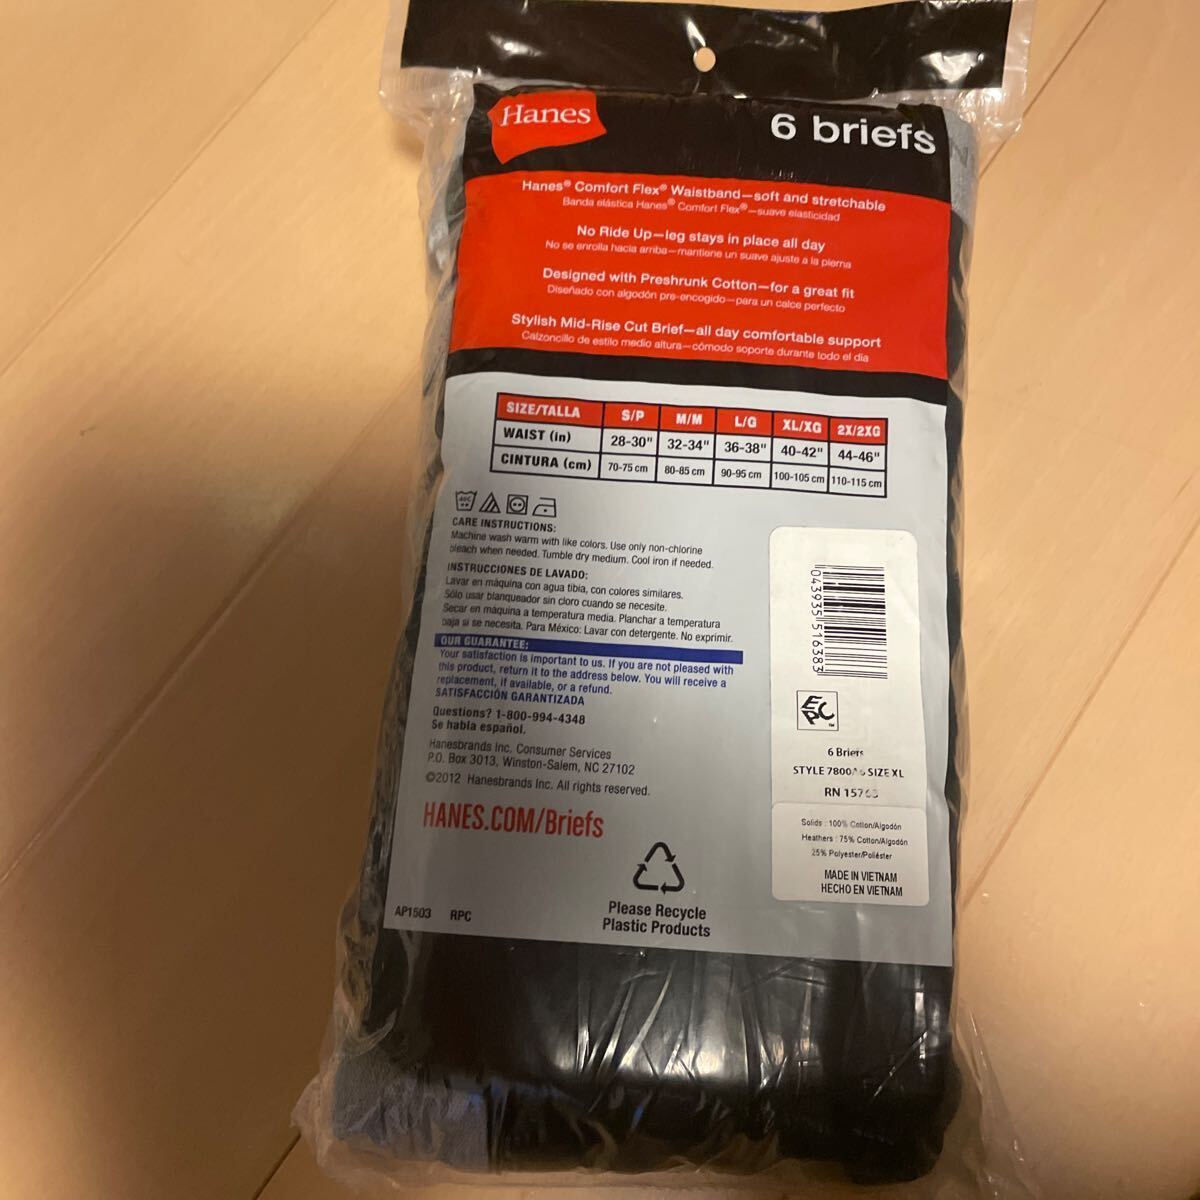 Hanes
6 briefs
Hanes® Comfort Flex® Waistband—soft and stretchable
Banda elástica Hanes® Comfort Flex®—suave elasticidad
No Ride Up—leg stays in place all day
No se enrolla hacia arriba—mantiene un suave ajuste a la pierna
Designed with Preshrunk Cotton—for a great fit
Diseñado con algodón pre-encogido—para un calce perfecto
Stylish Mid-Rise Cut Brief—all day comfortable support
Calzoncillo de estilo medio altura—cómodo soporte durante todo el día
SIZE/TALLA S/P M/M L/G XL/XG 2X/2XG
WAIST (in) 28-30" 32-34" 36-38" 40-42" 44-46"
CINTURA (cm) 70-75 cm 80-85 cm 90-95 cm 100-105 cm 110-115 cm
CARE INSTRUCTIONS:
Machine wash warm with like colors. Use only non-chlorine
bleach when needed. Tumble dry medium. Cool iron if needed.
INSTRUCCIONES DE LAVADO:
Lavar en máquina con agua tibia, con colores similares.
Sólo usar blanqueador sin cloro cuando se necesite.
Secar en máquina a temperatura media. Planchar a temperatura
baja si se necesita. Para México: Lavar con detergente. No exprimir.
OUR GUARANTEE:
Your satisfaction is important to us. If you are not pleased with
this product, return it to the address below. You will receive a
replacement, if available, or a refund.
SATISFACCIÓN GARANTIZADA
Questions? 1-800-994-4348
Se habla español.
Hanesbrands Inc. Consumer Services
P.O. Box 3013, Winston-Salem, NC 27102
©2012 Hanesbrands Inc. All rights reserved.
HANES.COM/Briefs
AP1503 RPC
Please Recycle
Plastic Products
043935 516383
EPC™
6 Briefs
STYLE SIZE XL
RN 15763
Solids : 100% Cotton/Algodón
Heathers : 75% Cotton/Algodón
25% Polyester/Poliéster
MADE IN VIETNAM
HECHO EN VIETNAM